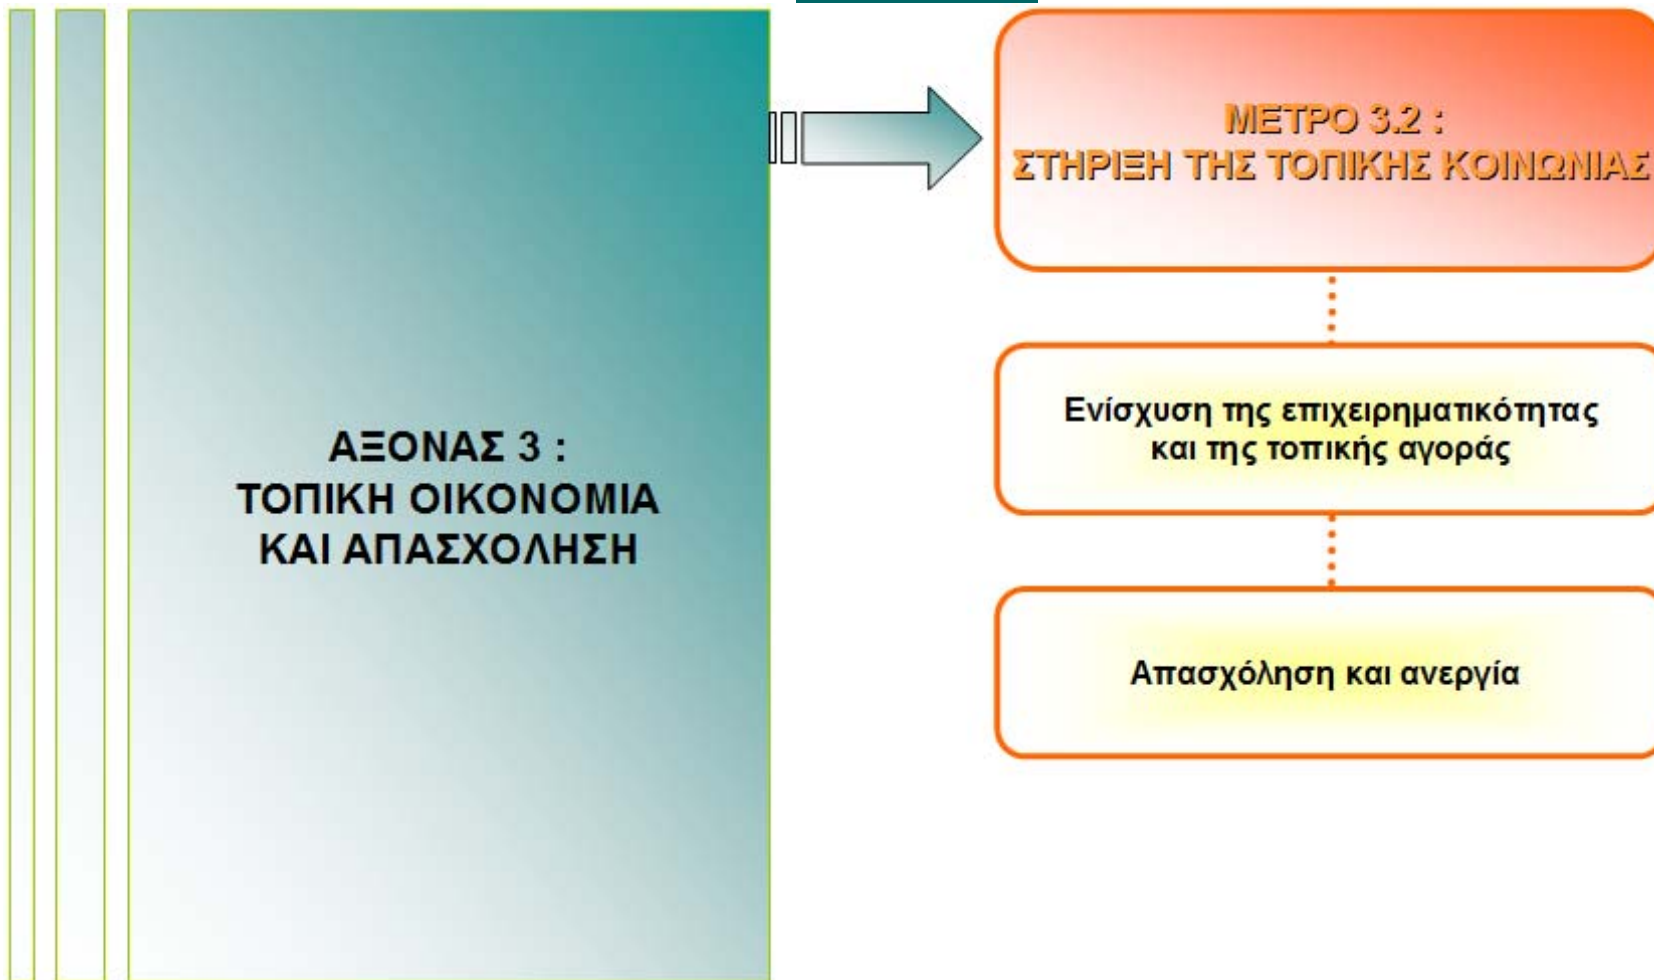 ΑΞΟΝΑΣ 3 :
ΤΟΠΙΚΗ ΟΙΚΟΝΟΜΙΑ
ΚΑΙ ΑΠΑΣΧΟΛΗΣΗ
ΜΕΤΡΟ 3.2 :
ΣΤΗΡΙΞΗ ΤΗΣ ΤΟΠΙΚΗΣ ΚΟΙΝΩΝΙΑΣ
Ενίσχυση της επιχειρηματικότητας
και της τοπικής αγοράς
Απασχόληση και ανεργία